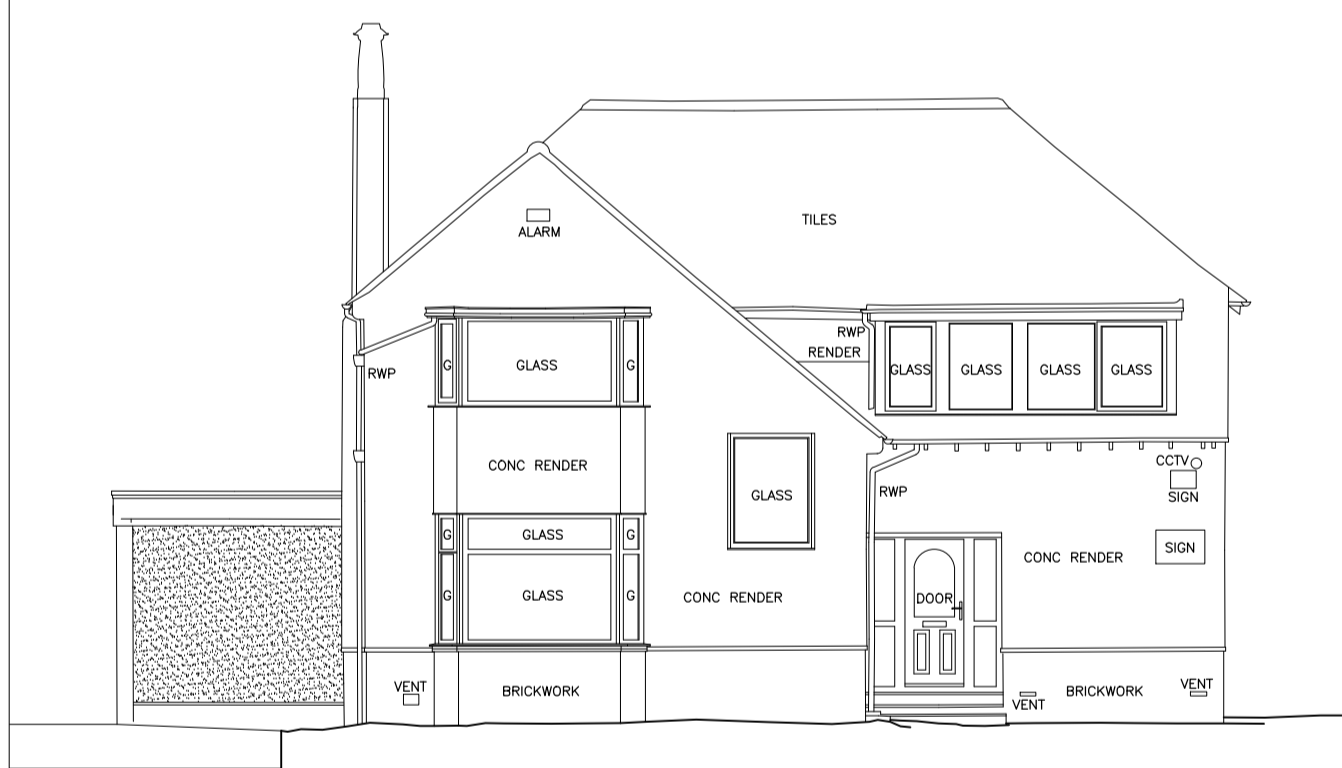 TILES
ALARM
RWP
RENDER
RWP
G
GLASS
G
GLASS
GLASS
GLASS
GLASS
CONC RENDER
CCTV
SIGN
GLASS
RWP
G
GLASS
G
SIGN
CONC RENDER
G
GLASS
G
CONC RENDER
DOOR
VENT
BRICKWORK
VENT
BRICKWORK
VENT